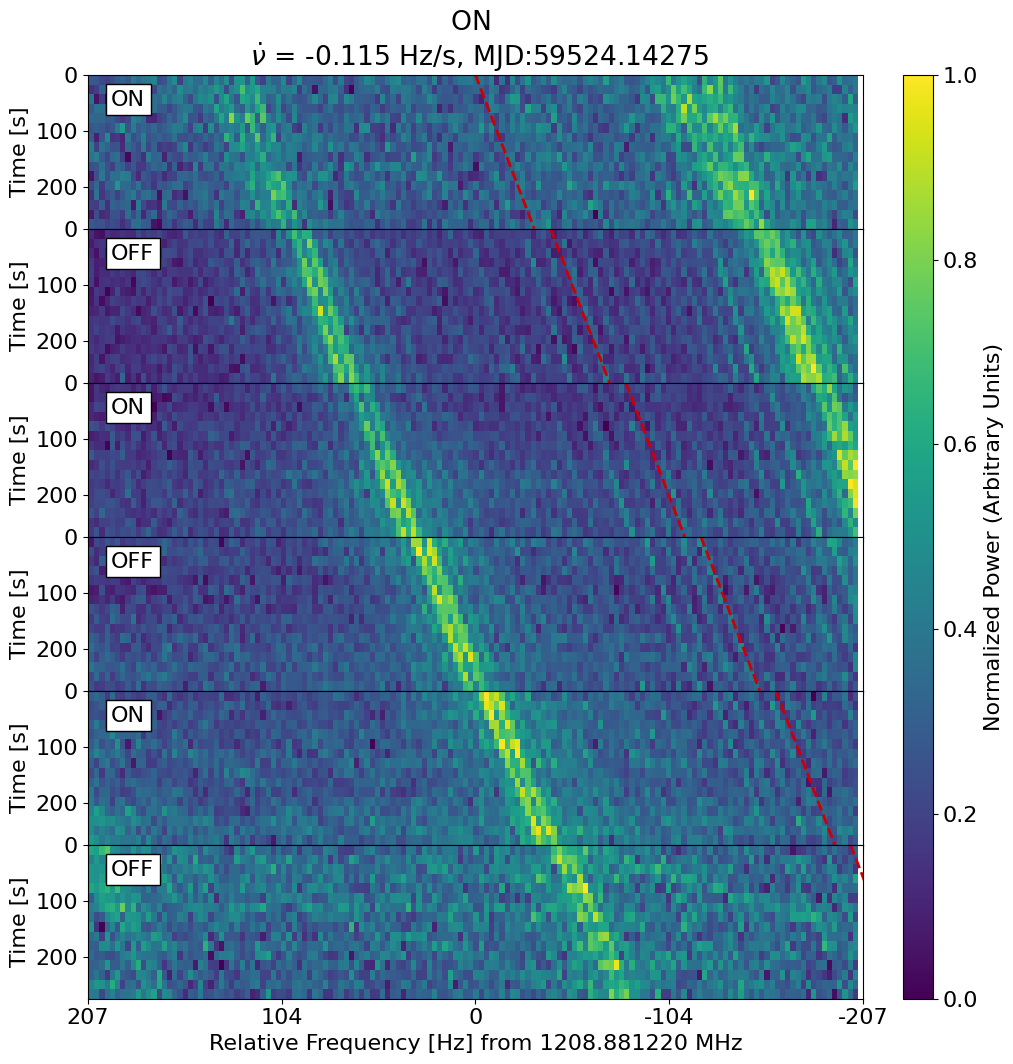 ON
ν̇ = -0.115 Hz/s, MJD:59524.14275
0
100
200
Time [s]
ON
0
100
200
Time [s]
OFF
0
100
200
Time [s]
ON
0
100
200
Time [s]
OFF
0
100
200
Time [s]
ON
0
100
200
Time [s]
OFF
207 104 0 -104 -207
Relative Frequency [Hz] from 1208.881220 MHz
1.0
0.8
0.6
0.4
0.2
0.0
Normalized Power (Arbitrary Units)